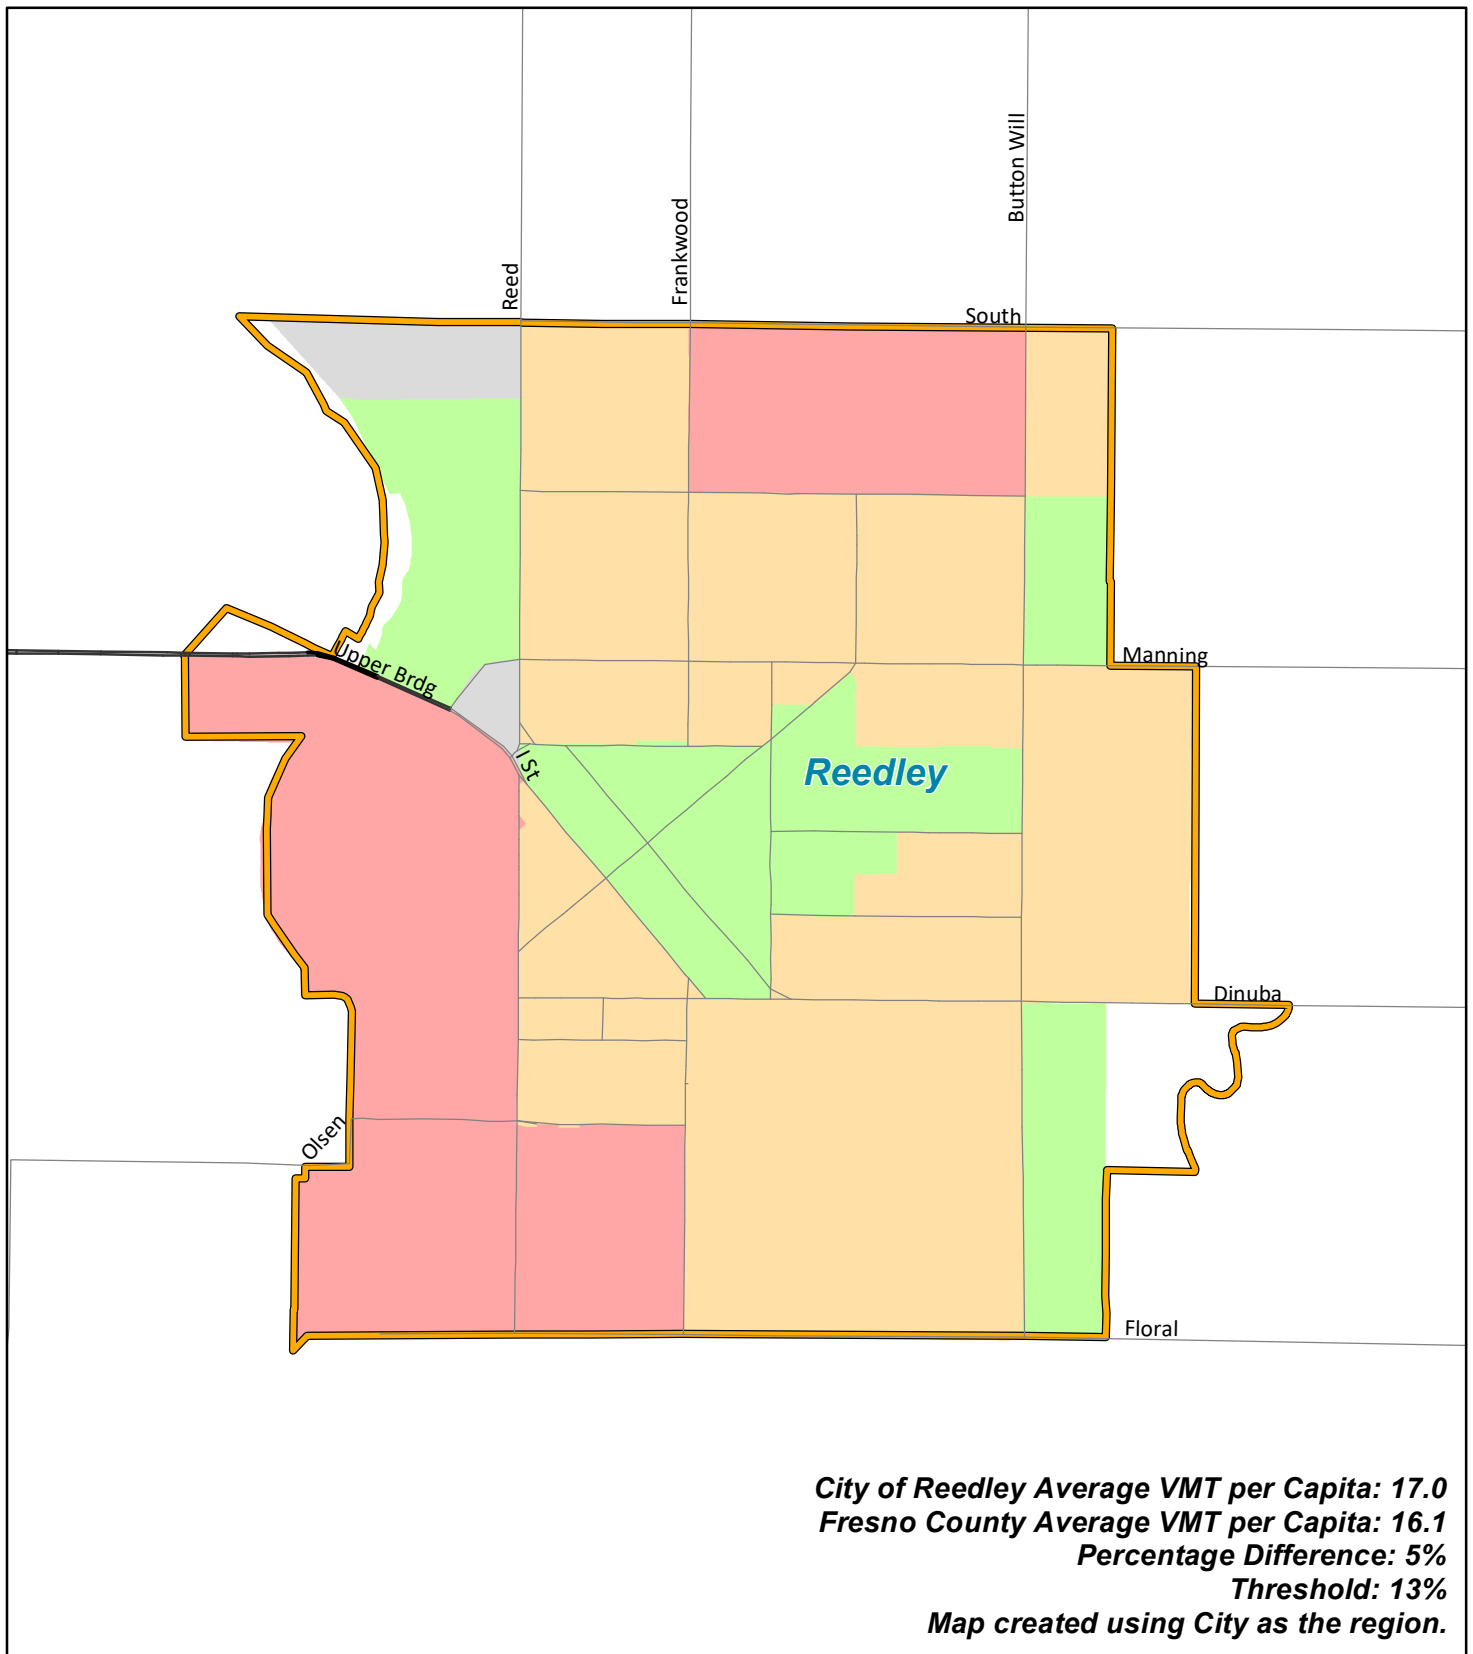 Button Will
Frankwood
Reed
South
Upper Brdg
Manning
I St
Reedley
Dinuba
Olsen
Floral
City of Reedley Average VMT per Capita: 17.0
Fresno County Average VMT per Capita: 16.1
Percentage Difference: 5%
Threshold: 13%
Map created using City as the region.